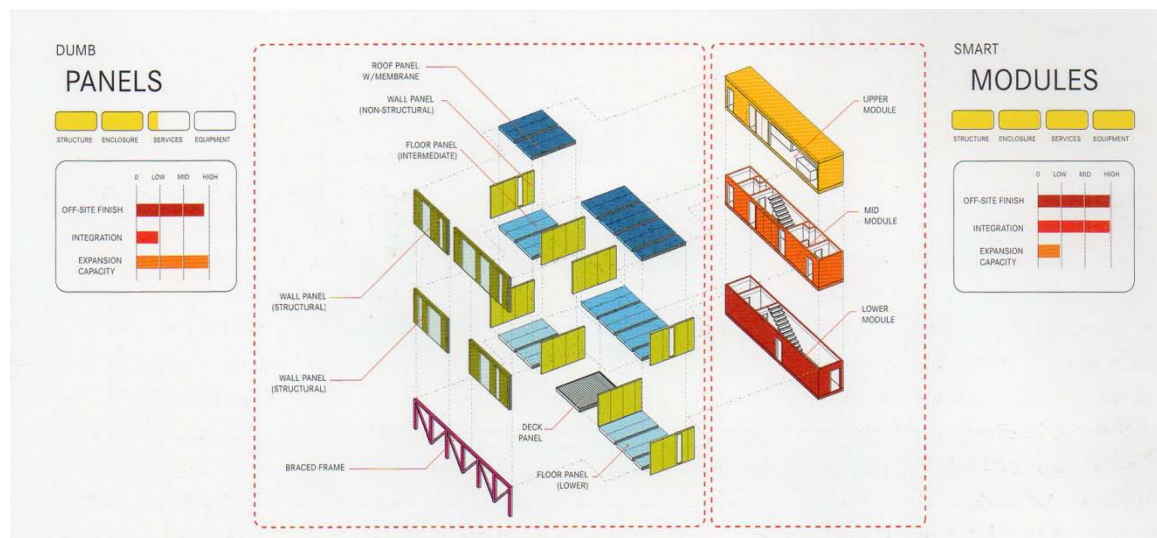 DUMB
PANELS
STRUCTURE ENCLOSURE SERVICES EQUIPMENT
0 LOW MID HIGH
OFF-SITE FINISH
INTEGRATION
EXPANSION
CAPACITY
ROOF PANEL
W/MEMBRANE
WALL PANEL
(NON-STRUCTURAL)
FLOOR PANEL
(INTERMEDIATE)
WALL PANEL
(STRUCTURAL)
WALL PANEL
(STRUCTURAL)
BRACED FRAME
DECK
PANEL
FLOOR PANEL
(LOWER)
UPPER
MODULE
MID
MODULE
LOWER
MODULE
SMART
MODULES
STRUCTURE ENCLOSURE SERVICES EQUIPMENT
0 LOW MID HIGH
OFF-SITE FINISH
INTEGRATION
EXPANSION
CAPACITY